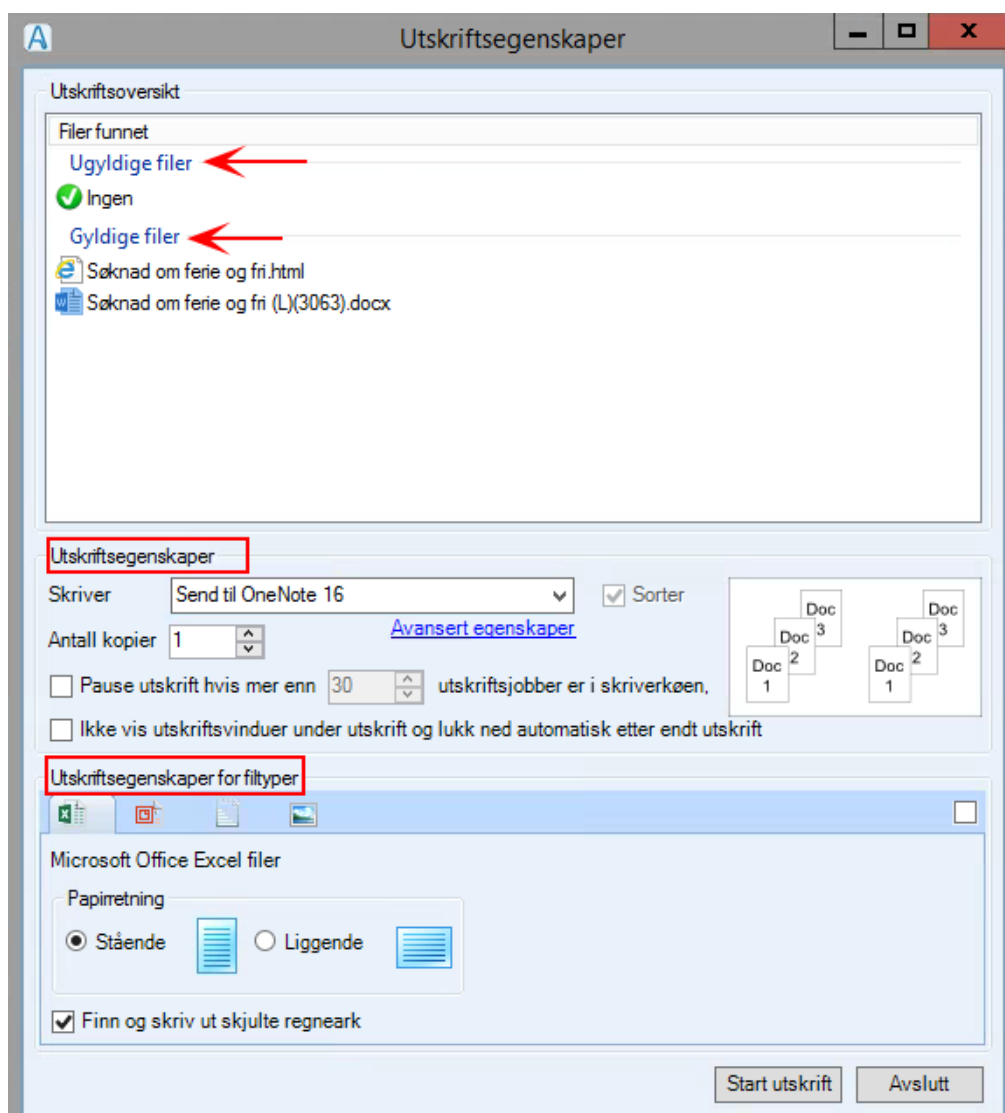 Utskriftsegenskaper
Utskriftsoversikt
Filer funnet
Ugyldige filer
Ingen
Gyldige filer
Søknad om ferie og fri.html
Søknad om ferie og fri (L)(3063).docx
Utskriftsegenskaper
Skriver Send til OneNote 16 Sorter
Antall kopier 1 Avansert egenskaper
Pause utskrift hvis mer enn 30 utskriftsjobber er i skriverkøen,
Doc 1 Doc 2 Doc 3 Doc 1 Doc 2 Doc 3
Ikke vis utskriftsvinduer under utskrift og lukk ned automatisk etter endt utskrift
Utskriftsegenskaper for filtyper
Microsoft Office Excel filer
Papirretning
Stående Liggende
Finn og skriv ut skjulte regneark
Start utskrift Avslutt